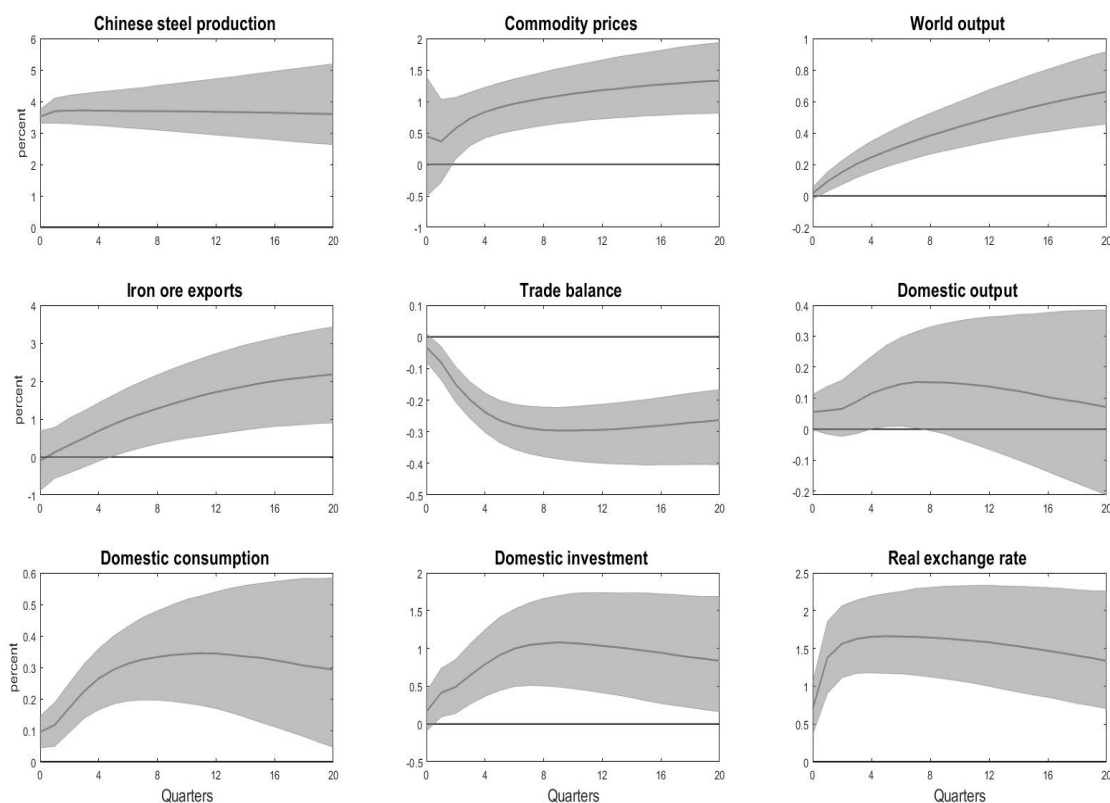 Chinese steel production
Commodity prices
World output
percent
6
5
4
3
2
1
0
0 4 8 12 16 20
2
1.5
1
0.5
0
-0.5
-1
0 4 8 12 16 20
1
0.8
0.6
0.4
0.2
0
-0.2
0 4 8 12 16 20
Iron ore exports
Trade balance
Domestic output
percent
4
3
2
1
0
-1
0 4 8 12 16 20
0.1
0
-0.1
-0.2
-0.3
-0.4
-0.5
0 4 8 12 16 20
0.4
0.3
0.2
0.1
0
-0.1
-0.2
0 4 8 12 16 20
Domestic consumption
Domestic investment
Real exchange rate
percent
0.6
0.5
0.4
0.3
0.2
0.1
0
0 4 8 12 16 20
Quarters
2
1.5
1
0.5
0
-0.5
0 4 8 12 16 20
Quarters
2.5
2
1.5
1
0.5
0
0 4 8 12 16 20
Quarters